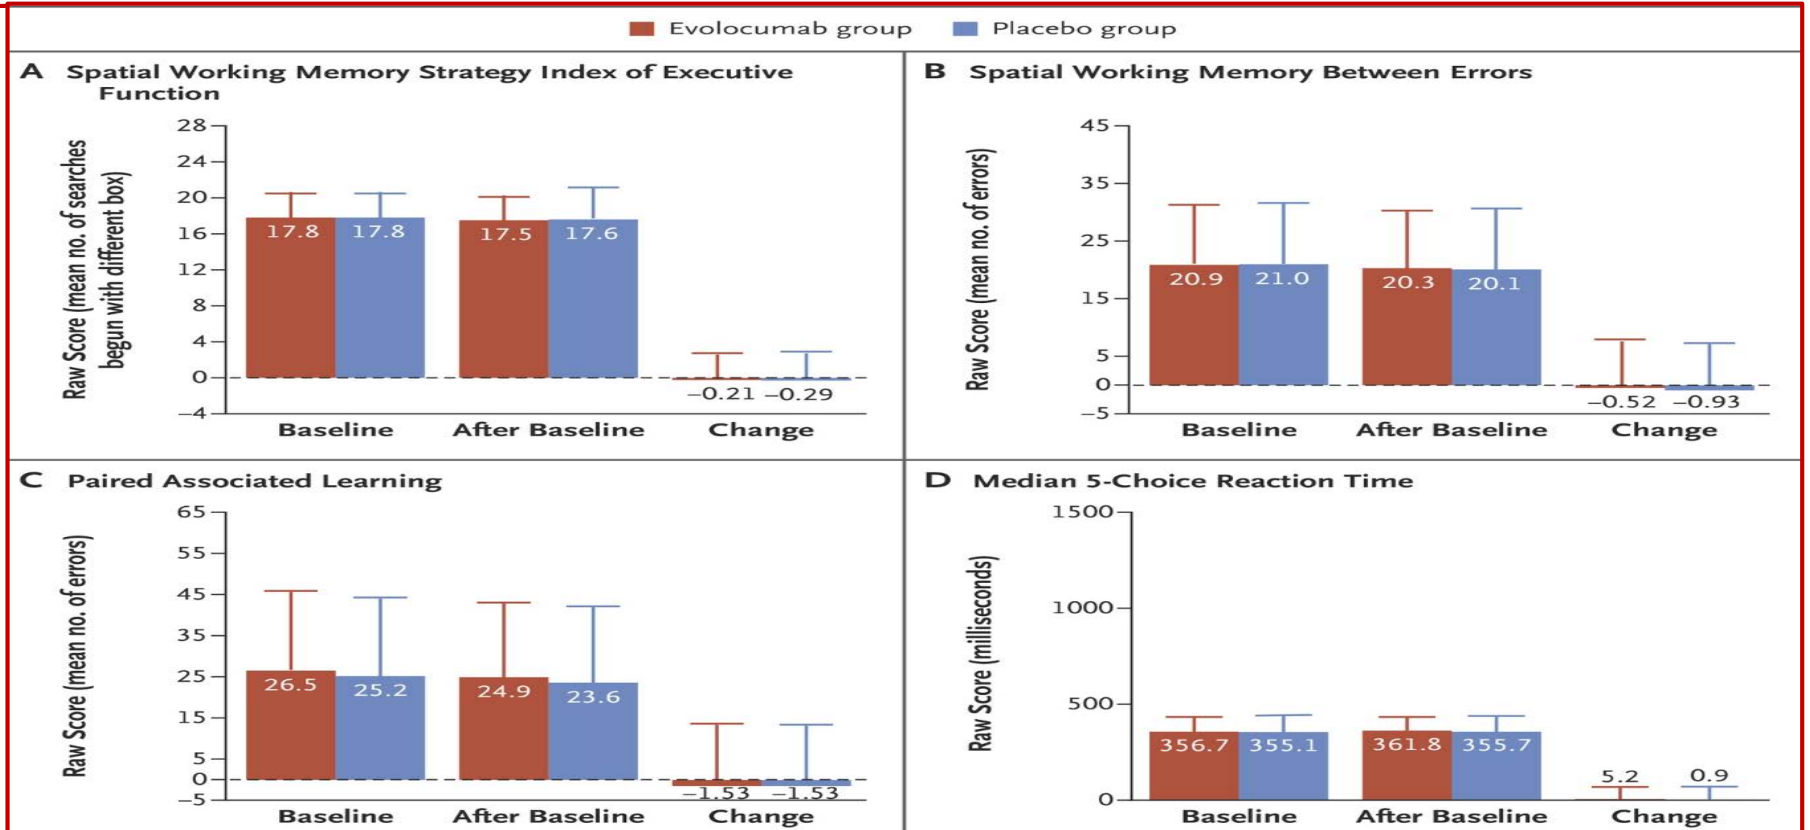 Evolocumab group Placebo group
A Spatial Working Memory Strategy Index of Executive
Function
Raw Score (mean no. of searches
begun with different box)
28
24
20
16
12
8
4
0
−4
17.8 17.8
17.5 17.6
−0.21 −0.29
Baseline After Baseline Change
B Spatial Working Memory Between Errors
Raw Score (mean no. of errors)
45
35
25
15
5
0
−5
20.9 21.0
20.3 20.1
−0.52 −0.93
Baseline After Baseline Change
C Paired Associated Learning
Raw Score (mean no. of errors)
65
55
45
35
25
15
5
0
−5
26.5 25.2
24.9 23.6
−1.53 −1.53
Baseline After Baseline Change
D Median 5-Choice Reaction Time
Raw Score (milliseconds)
1500
1000
500
0
356.7 355.1
361.8 355.7
5.2 0.9
Baseline After Baseline Change